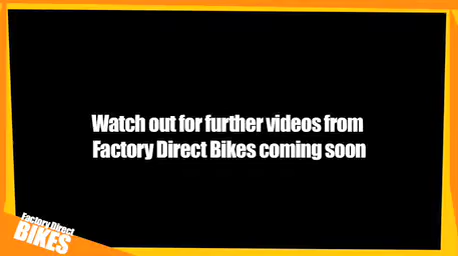 Watch out for further videos from
Factory Direct Bikes coming soon
Factory Direct
BIKES